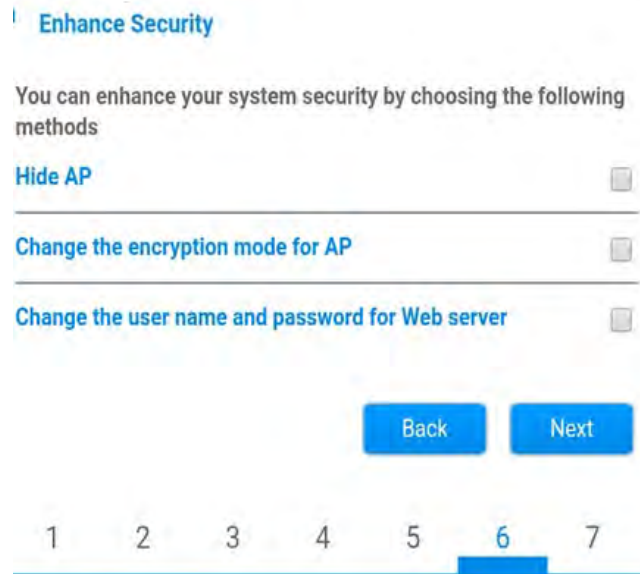 Enhance Security
You can enhance your system security by choosing the following
methods
Hide AP
Change the encryption mode for AP
Change the user name and password for Web server
Back Next
1 2 3 4 5 6 7